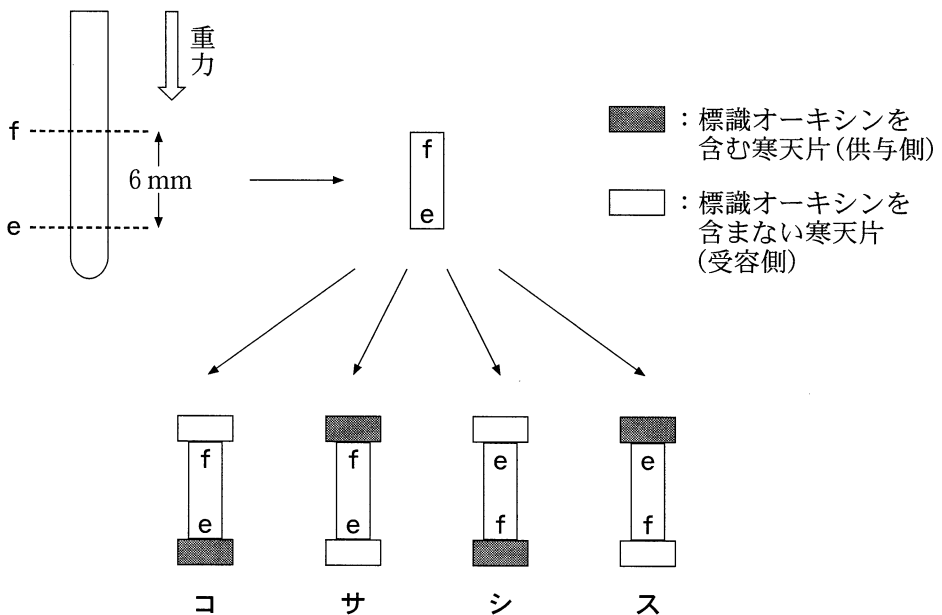 重力
f
6 mm
e
f
e
：標識オーキシンを
含む寒天片(供与側)
：標識オーキシンを
含まない寒天片
(受容側)
f
e
コ
f
e
サ
e
f
シ
e
f
ス